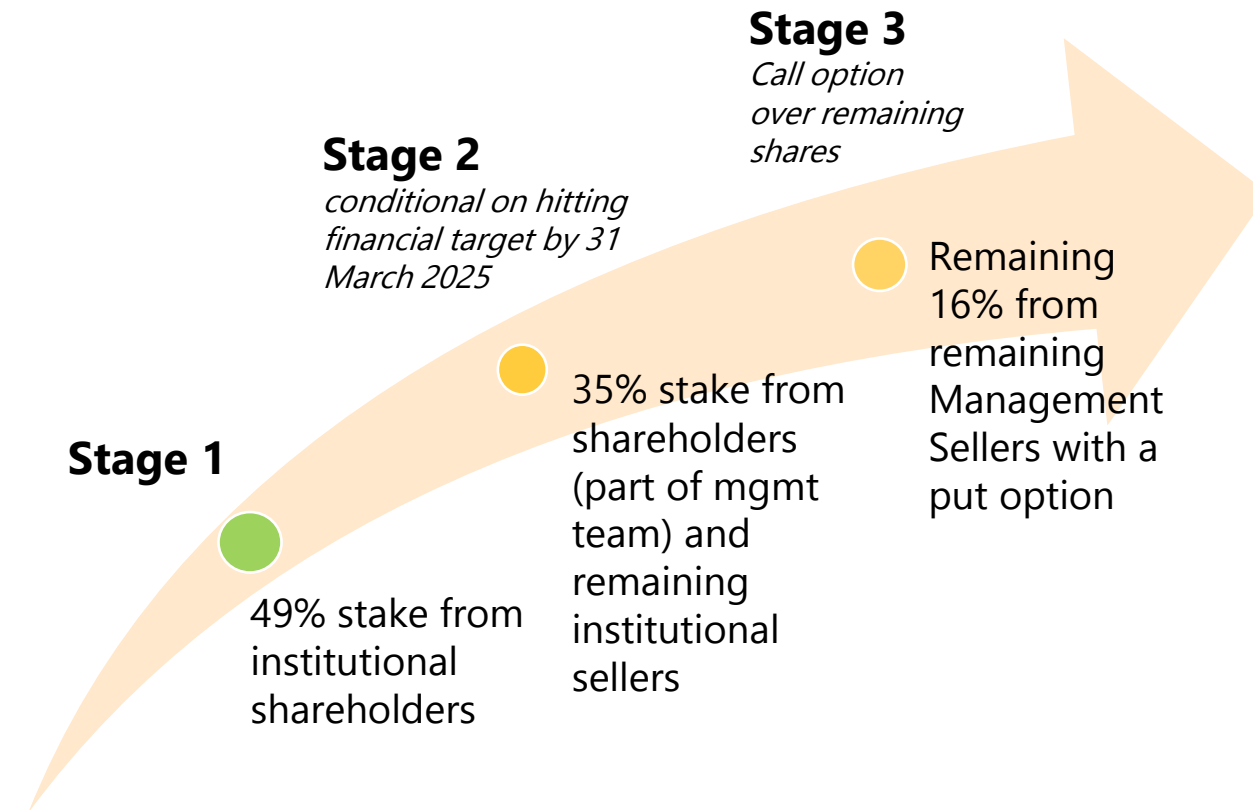 Stage 1
49% stake from
institutional
shareholders
Stage 2
conditional on hitting
financial target by 31
March 2025
35% stake from
shareholders
(part of mgmt
team) and
remaining
institutional
sellers
Stage 3
Call option
over remaining
shares
Remaining
16% from
remaining
Management
Sellers with a
put option